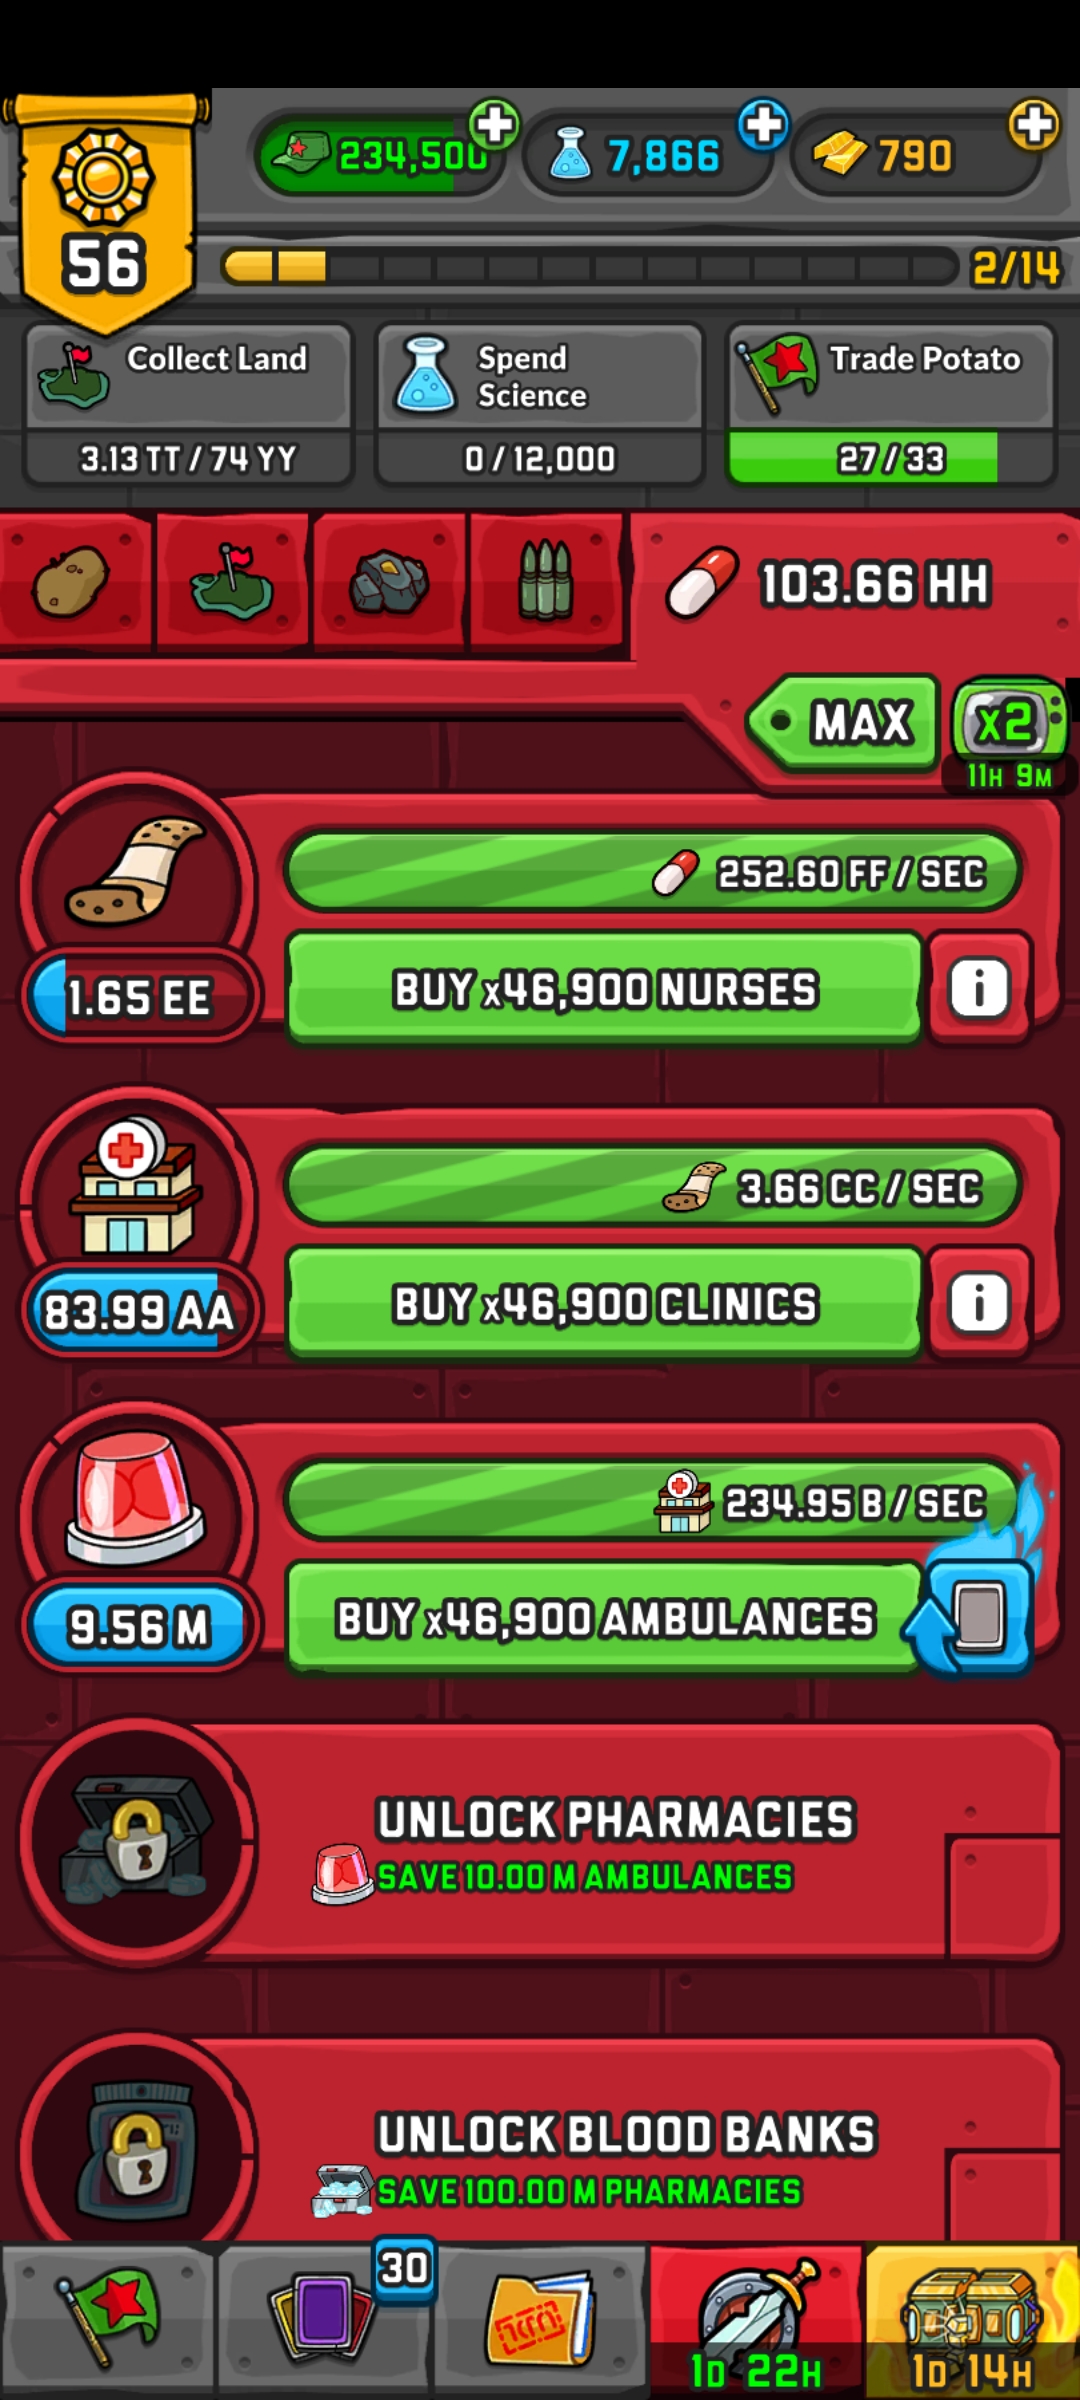 234,500
7,866
790
56
2/14
Collect Land
3.13 TT / 74 YY
Spend
Science
0 / 12,000
Trade Potato
27 / 33
103.66 HH
MAX
x2
11H 9M
252.60 FF / SEC
1.65 EE
BUY x46,900 NURSES
i
3.66 CC / SEC
83.99 AA
BUY x46,900 CLINICS
i
234.95 B / SEC
9.56 M
BUY x46,900 AMBULANCES
UNLOCK PHARMACIES
SAVE 10.00 M AMBULANCES
UNLOCK BLOOD BANKS
SAVE 100.00 M PHARMACIES
30
1D 22H
1D 14H